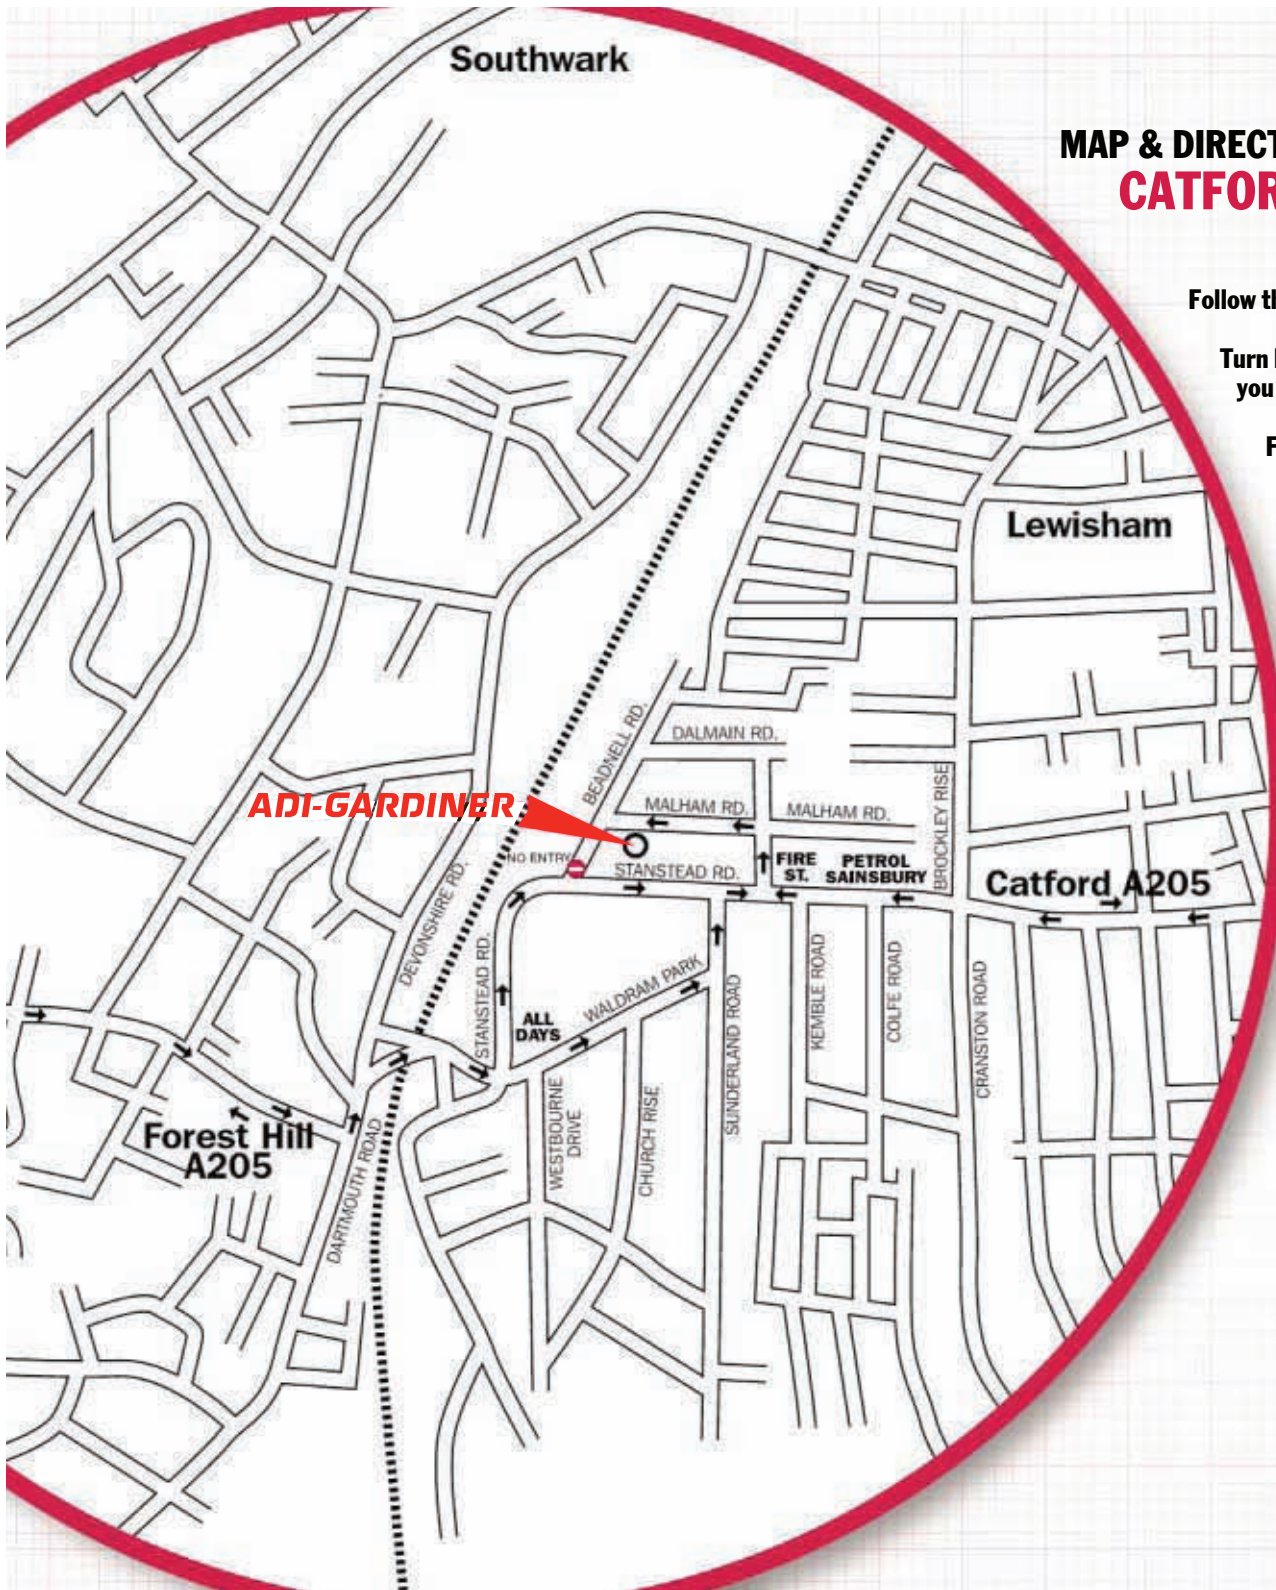 Southwark
MAP & DIRECT
CATFOR
Follow th
Turn
you
F
Lewisham
BEADNELL RD.
DALMAIN RD.
ADI-GARDINER
MALHAM RD.
MALHAM RD.
BROCKLEY RISE
NO ENTRY
STANSTEAD RD.
FIRE
ST.
PETROL
SAINSBURY
Catford A205
DEVONSHIRE RD.
STANSTEAD RD.
ALL
DAYS
WALDRAM PARK
SUNDERLAND ROAD
KEMBLE ROAD
COLFE ROAD
CRANSTON ROAD
WESTBOURNE
DRIVE
CHURCH RISE
Forest Hill
A205
DARTMOUTH ROAD